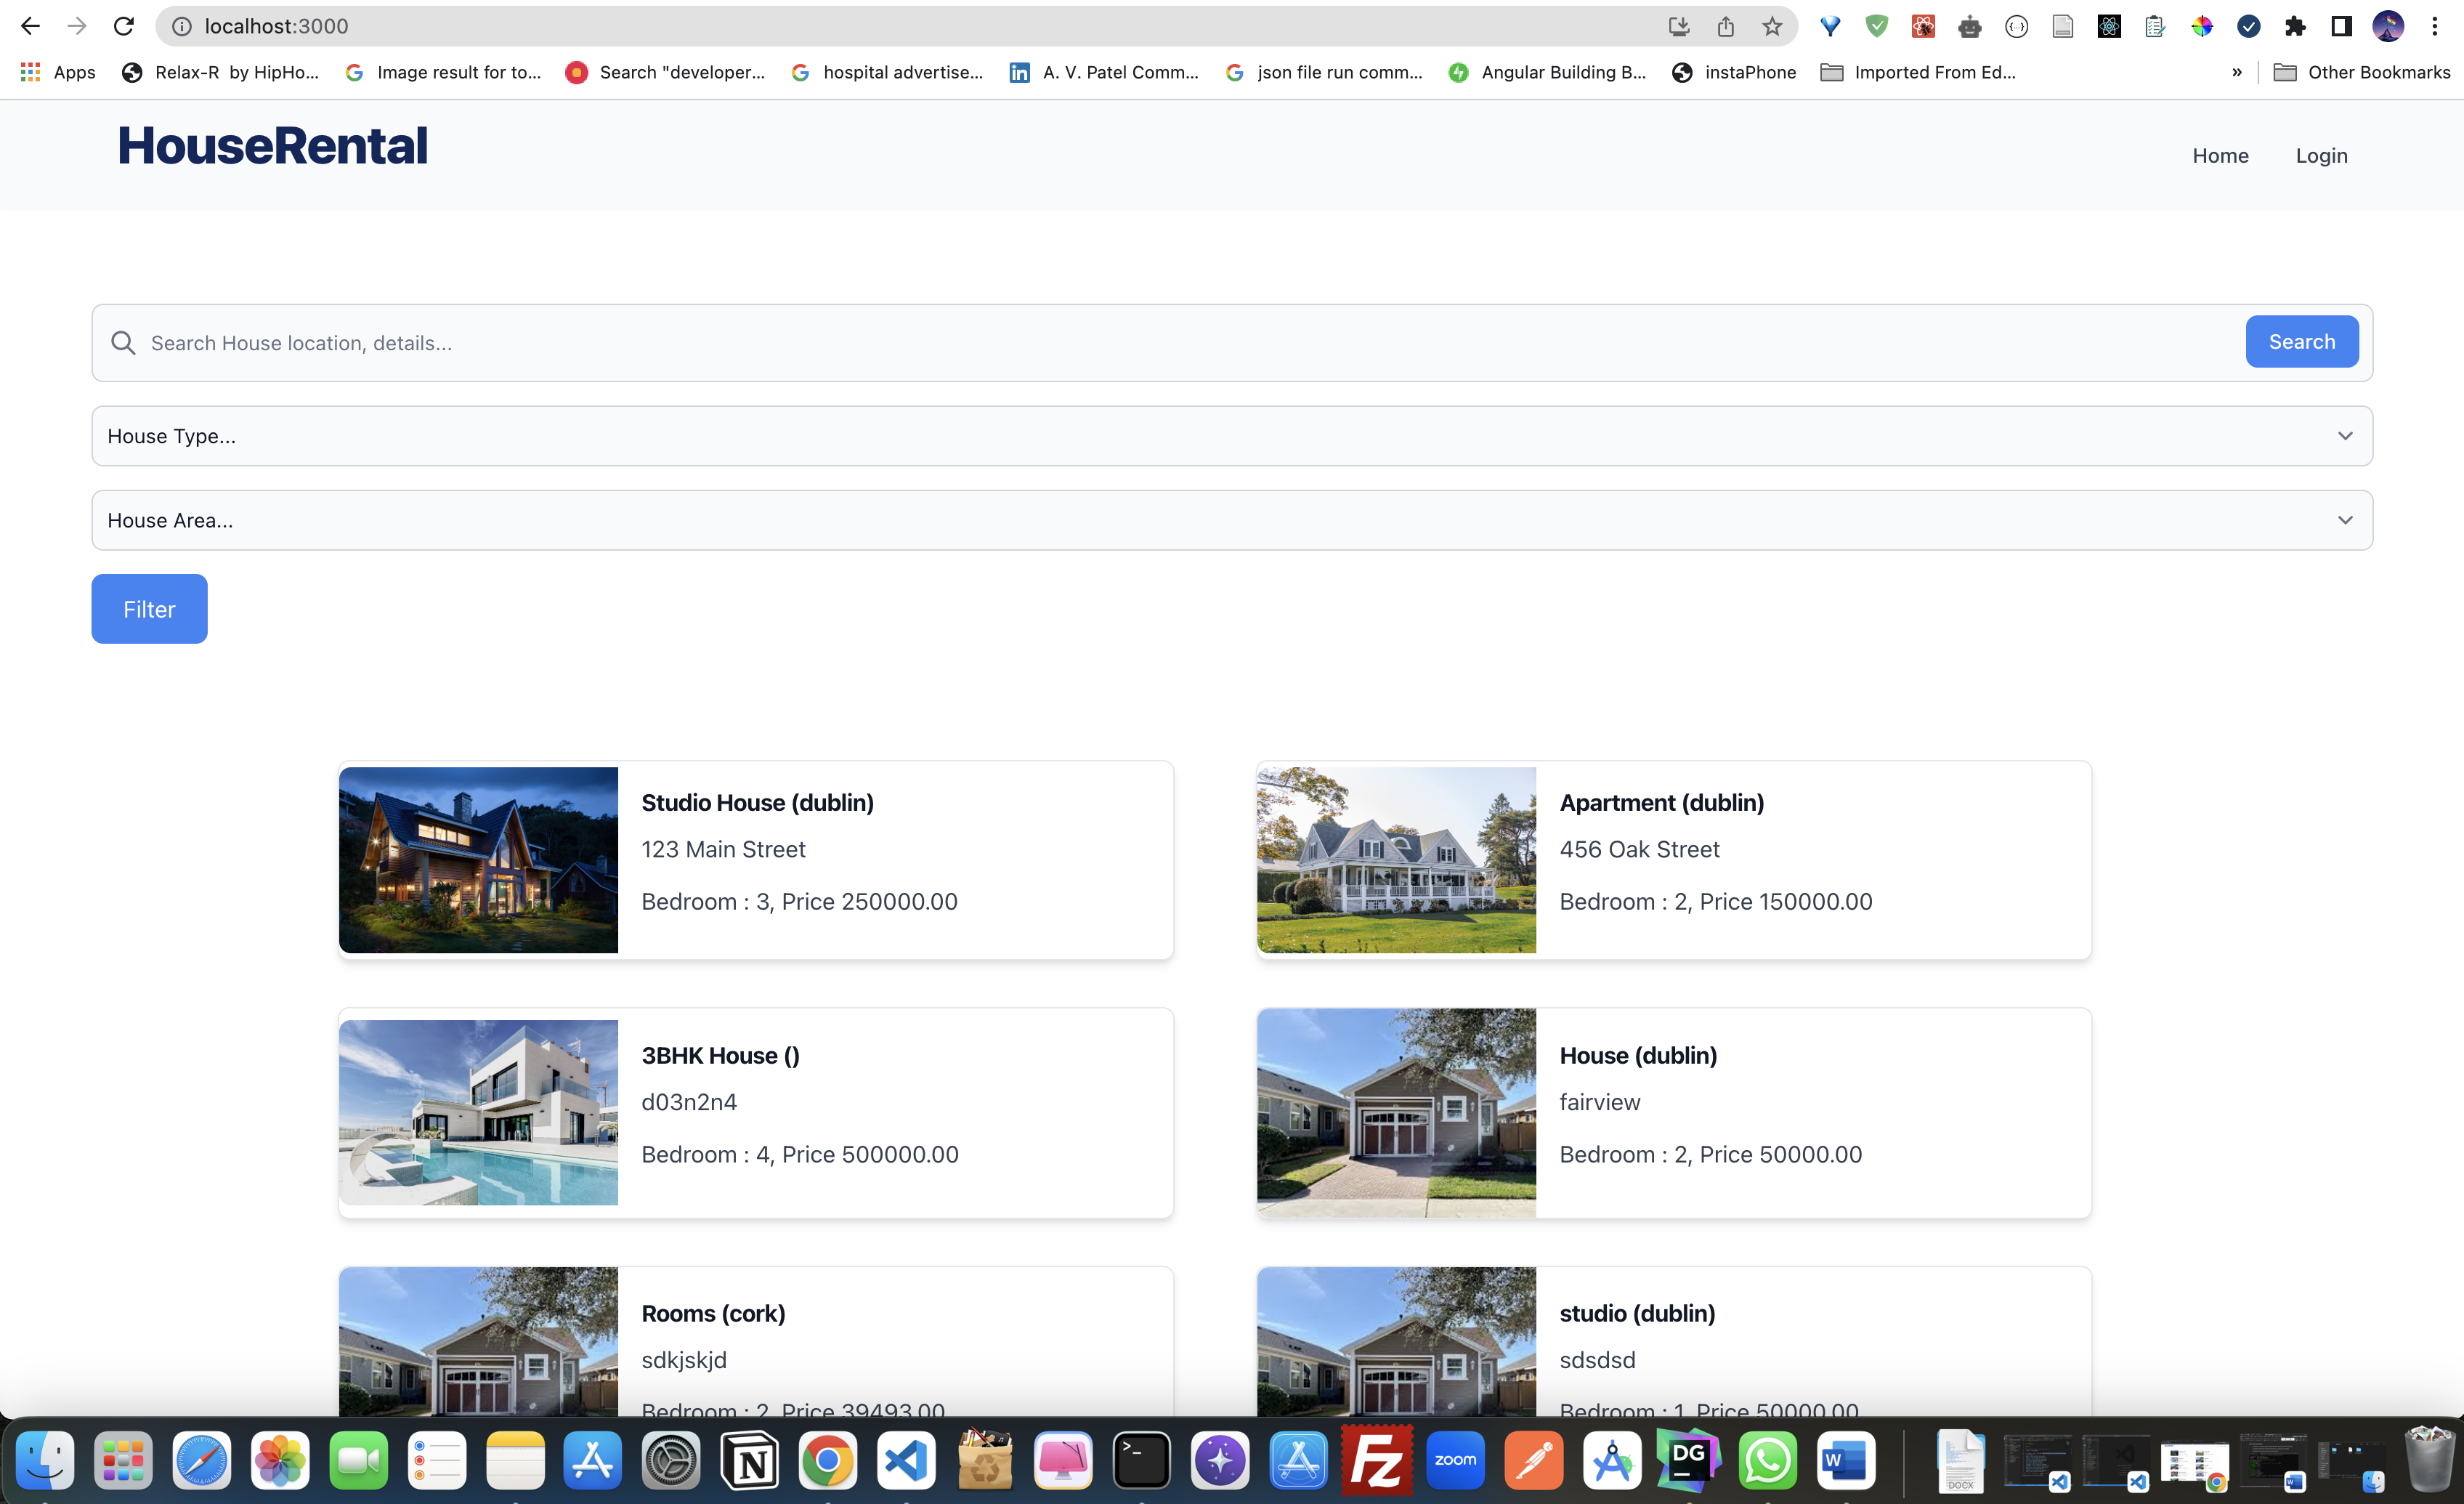 localhost:3000
Apps
Relax-R by HipHo...
Image result for to...
Search "developer...
hospital advertise...
A. V. Patel Comm...
json file run comm...
Angular Building B...
instaPhone
Imported From Ed...
»
Other Bookmarks
HouseRental
Home
Login
Search House location, details...
Search
House Type...
House Area...
Filter
Studio House (dublin)
123 Main Street
Bedroom : 3, Price 250000.00
Apartment (dublin)
456 Oak Street
Bedroom : 2, Price 150000.00
3BHK House ()
d03n2n4
Bedroom : 4, Price 500000.00
House (dublin)
fairview
Bedroom : 2, Price 50000.00
Rooms (cork)
sdkjskjd
Bedroom : 2, Price 39493.00
studio (dublin)
sdsdsd
Bedroom : 1, Price 50000.00
zoom
DG
W
DOCX